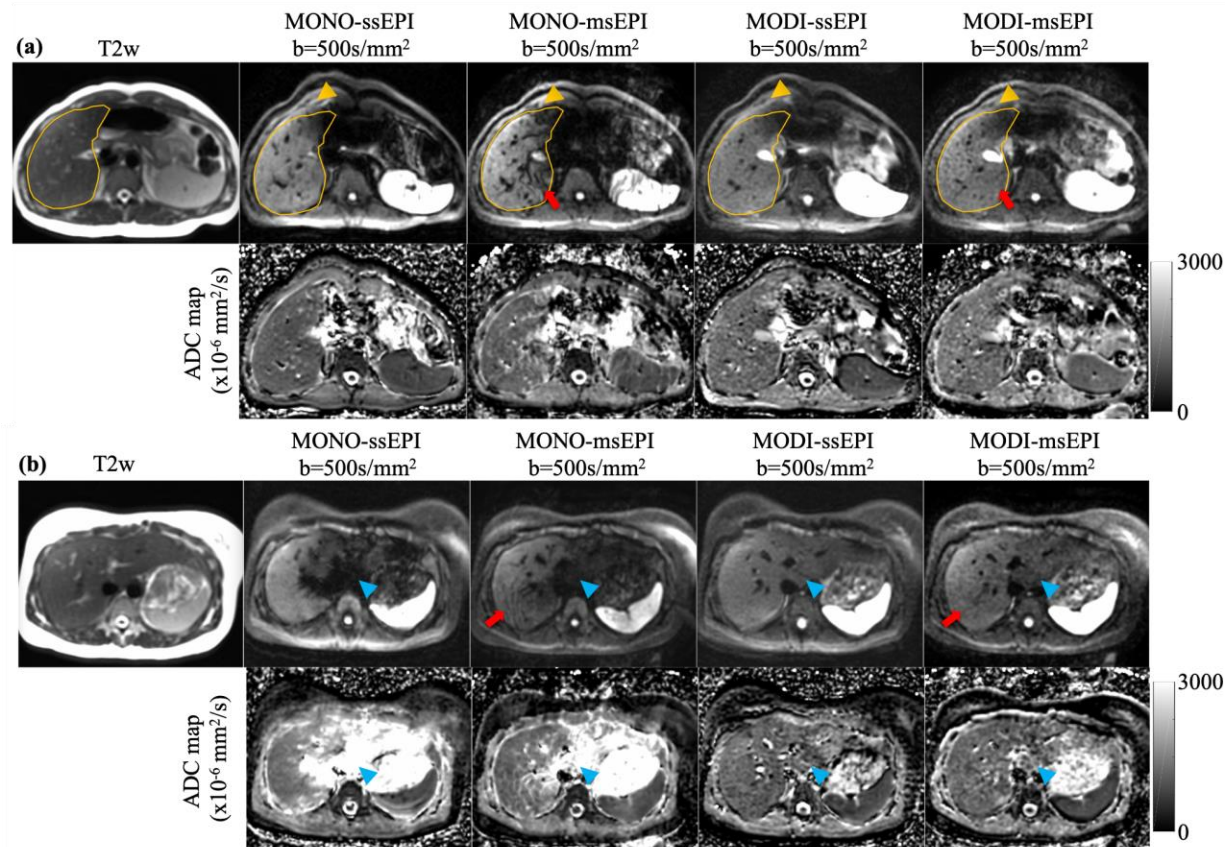 (a)
T2w
MONO-ssEPI
b=500s/mm²
MONO-msEPI
b=500s/mm²
MODI-ssEPI
b=500s/mm²
MODI-msEPI
b=500s/mm²
ADC map
(x10⁻⁶ mm²/s)
3000
0
(b)
T2w
MONO-ssEPI
b=500s/mm²
MONO-msEPI
b=500s/mm²
MODI-ssEPI
b=500s/mm²
MODI-msEPI
b=500s/mm²
ADC map
(x10⁻⁶ mm²/s)
3000
0